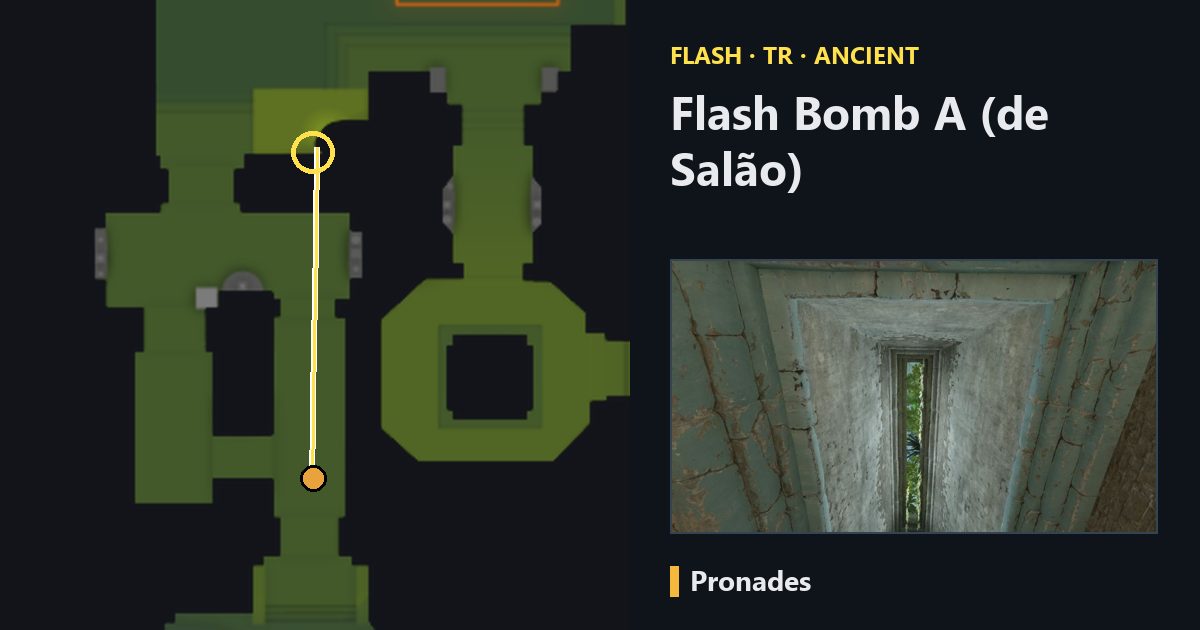 FLASH · TR · ANCIENT
Flash Bomb A (de
Salão)
Pronades